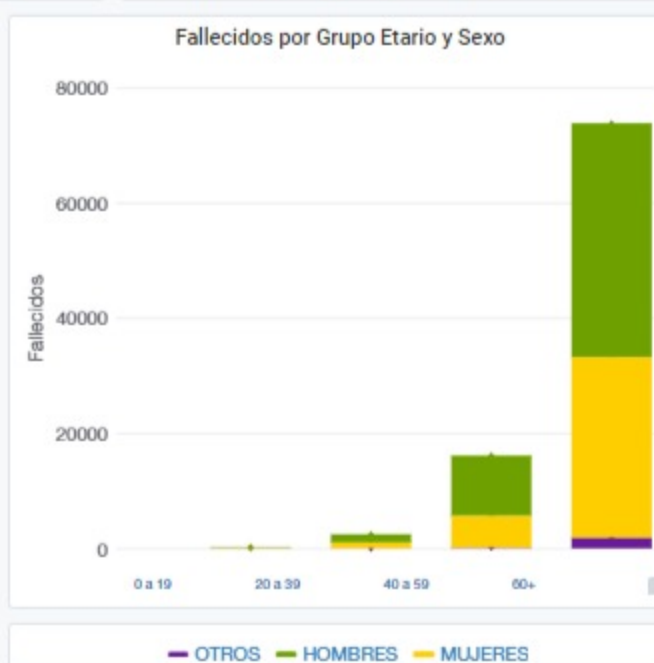 Fallecidos por Grupo Etario y Sexo
80000
60000
40000
20000
0
Fallecidos
0 a 19 20 a 39 40 a 59 60+
OTROS HOMBRES MUJERES